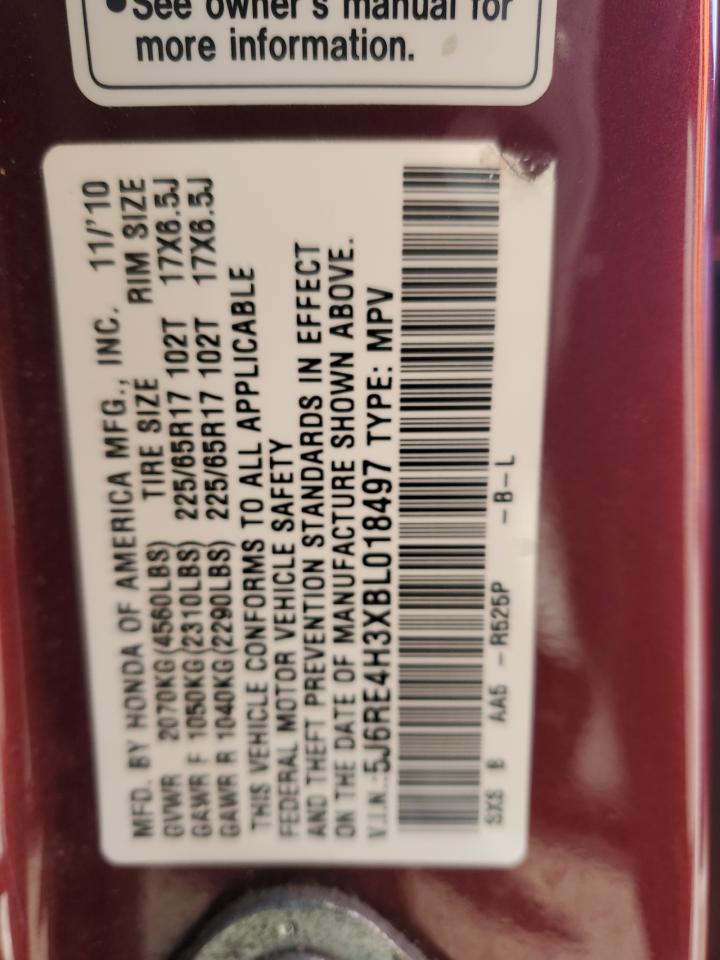 •See owner's manual for
more information.
MFD. BY HONDA OF AMERICA MFG., INC. 11/'10
TIRE SIZE RIM SIZE
GVWR 2070KG(4560LBS)
GAWR F 1050KG(2310LBS) 225/65R17 102T 17X6.5J
GAWR R 1040KG(2290LBS) 225/65R17 102T 17X6.5J
THIS VEHICLE CONFORMS TO ALL APPLICABLE
FEDERAL MOTOR VEHICLE SAFETY
AND THEFT PREVENTION STANDARDS IN EFFECT
ON THE DATE OF MANUFACTURE SHOWN ABOVE.
V.I.N.:5J6RE4H3XBL018497 TYPE: MPV
SXS B AA5 -R525P -B-L